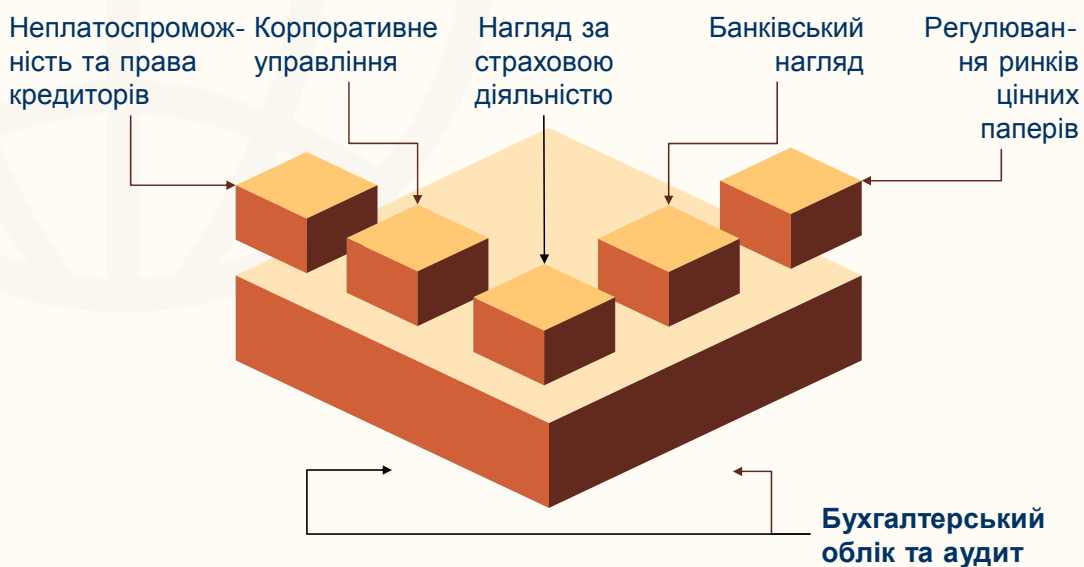 Неплатоспромож-
ність та права
кредиторів
Корпоративне
управління
Нагляд за
страховою
діяльністю
Банківський
нагляд
Регулюван-
ня ринків
цінних
паперів
Бухгалтерський
облік та аудит